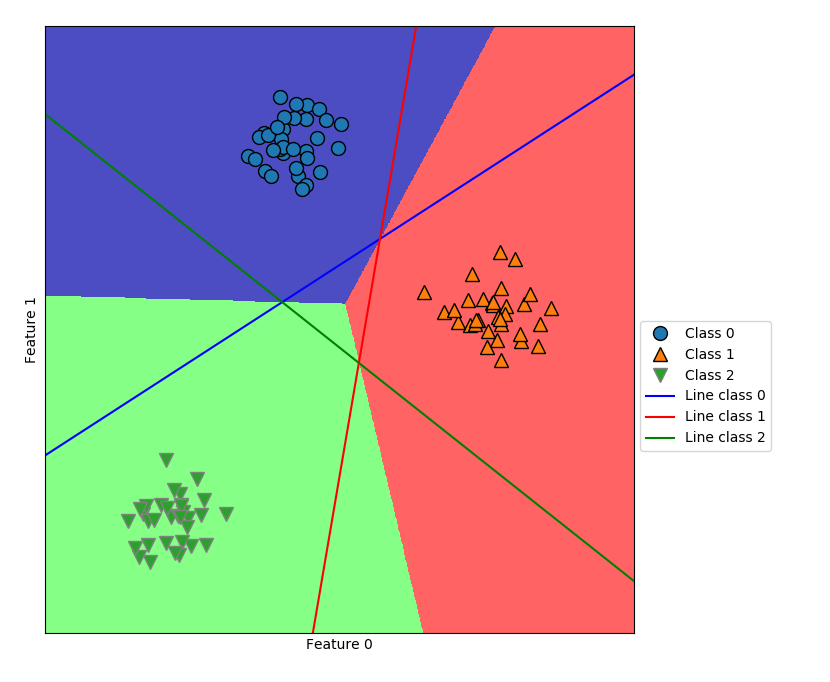 Feature 1
Feature 0
Class 0
Class 1
Class 2
Line class 0
Line class 1
Line class 2